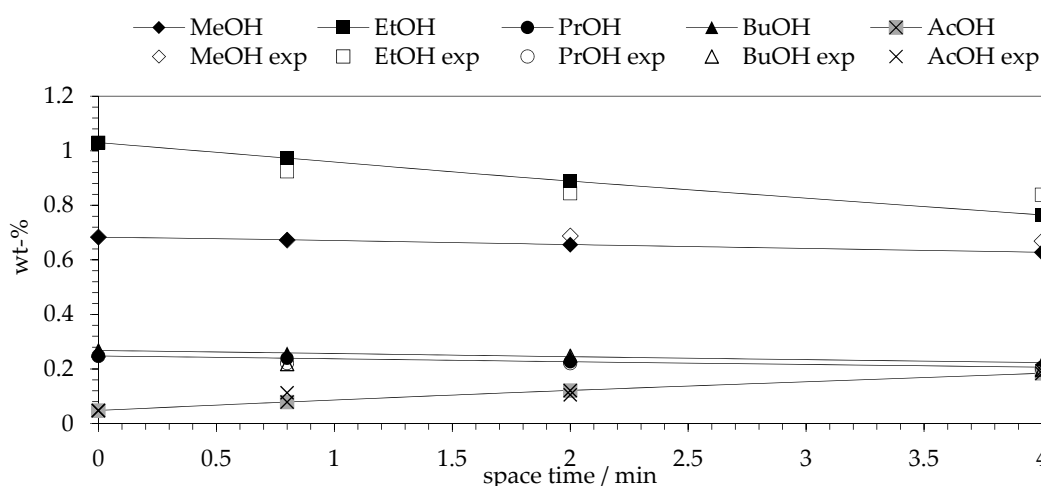 MeOH EtOH PrOH BuOH AcOH
MeOH exp EtOH exp PrOH exp BuOH exp AcOH exp
1.2
1
0.8
0.6
0.4
0.2
0
wt-%
0 0.5 1 1.5 2 2.5 3 3.5 4
space time / min